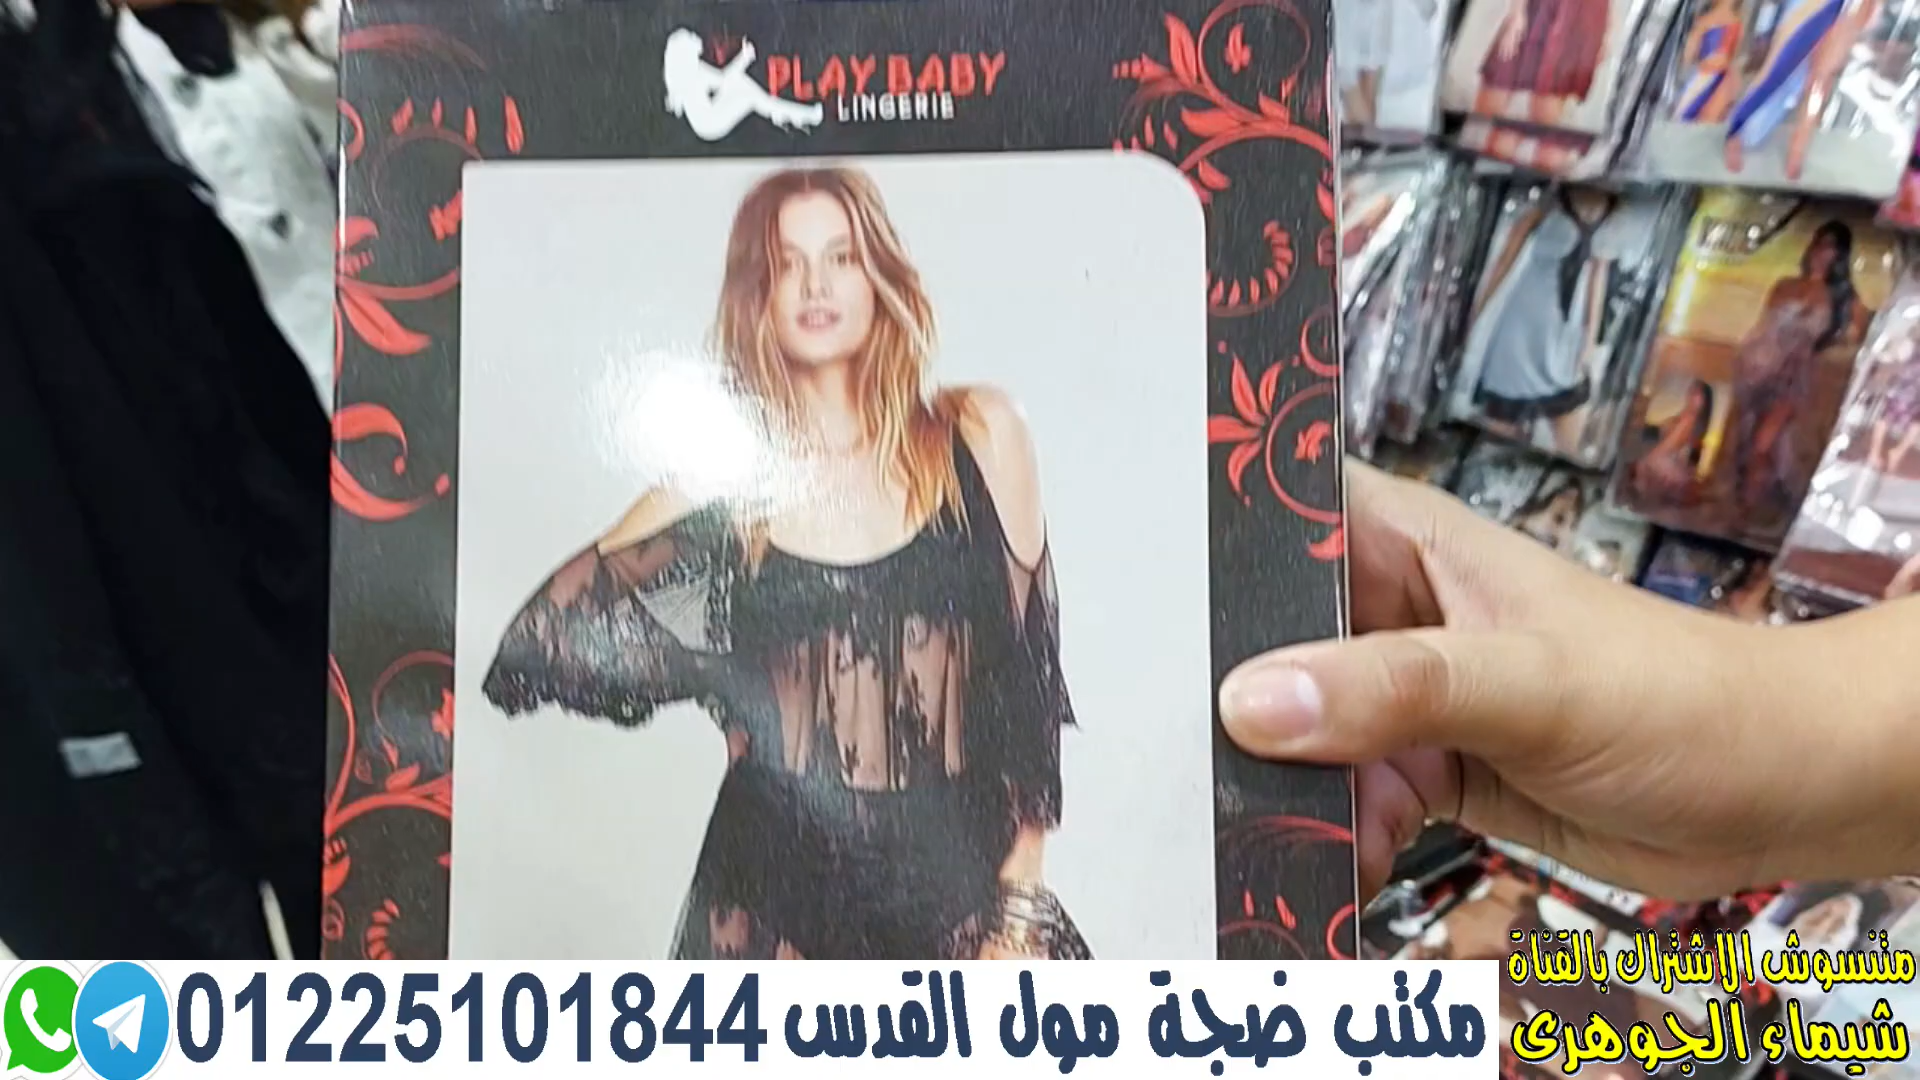 PLAY BABY
LINGERIE
01225101844 مكتب ضجة مول القدس
متنسوش الاشتراك بالقناة
شيماء الجوهرى